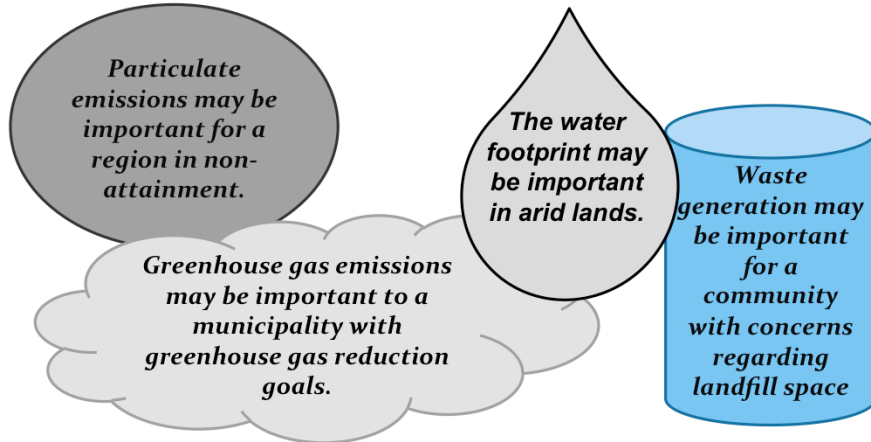 Particulate
emissions may be
important for a
region in non-
attainment.
Greenhouse gas emissions
may be important to a
municipality with
greenhouse gas reduction
goals.
The water
footprint may
be important
in arid lands.
Waste
generation may
be important
for a
community
with concerns
regarding
landfill space